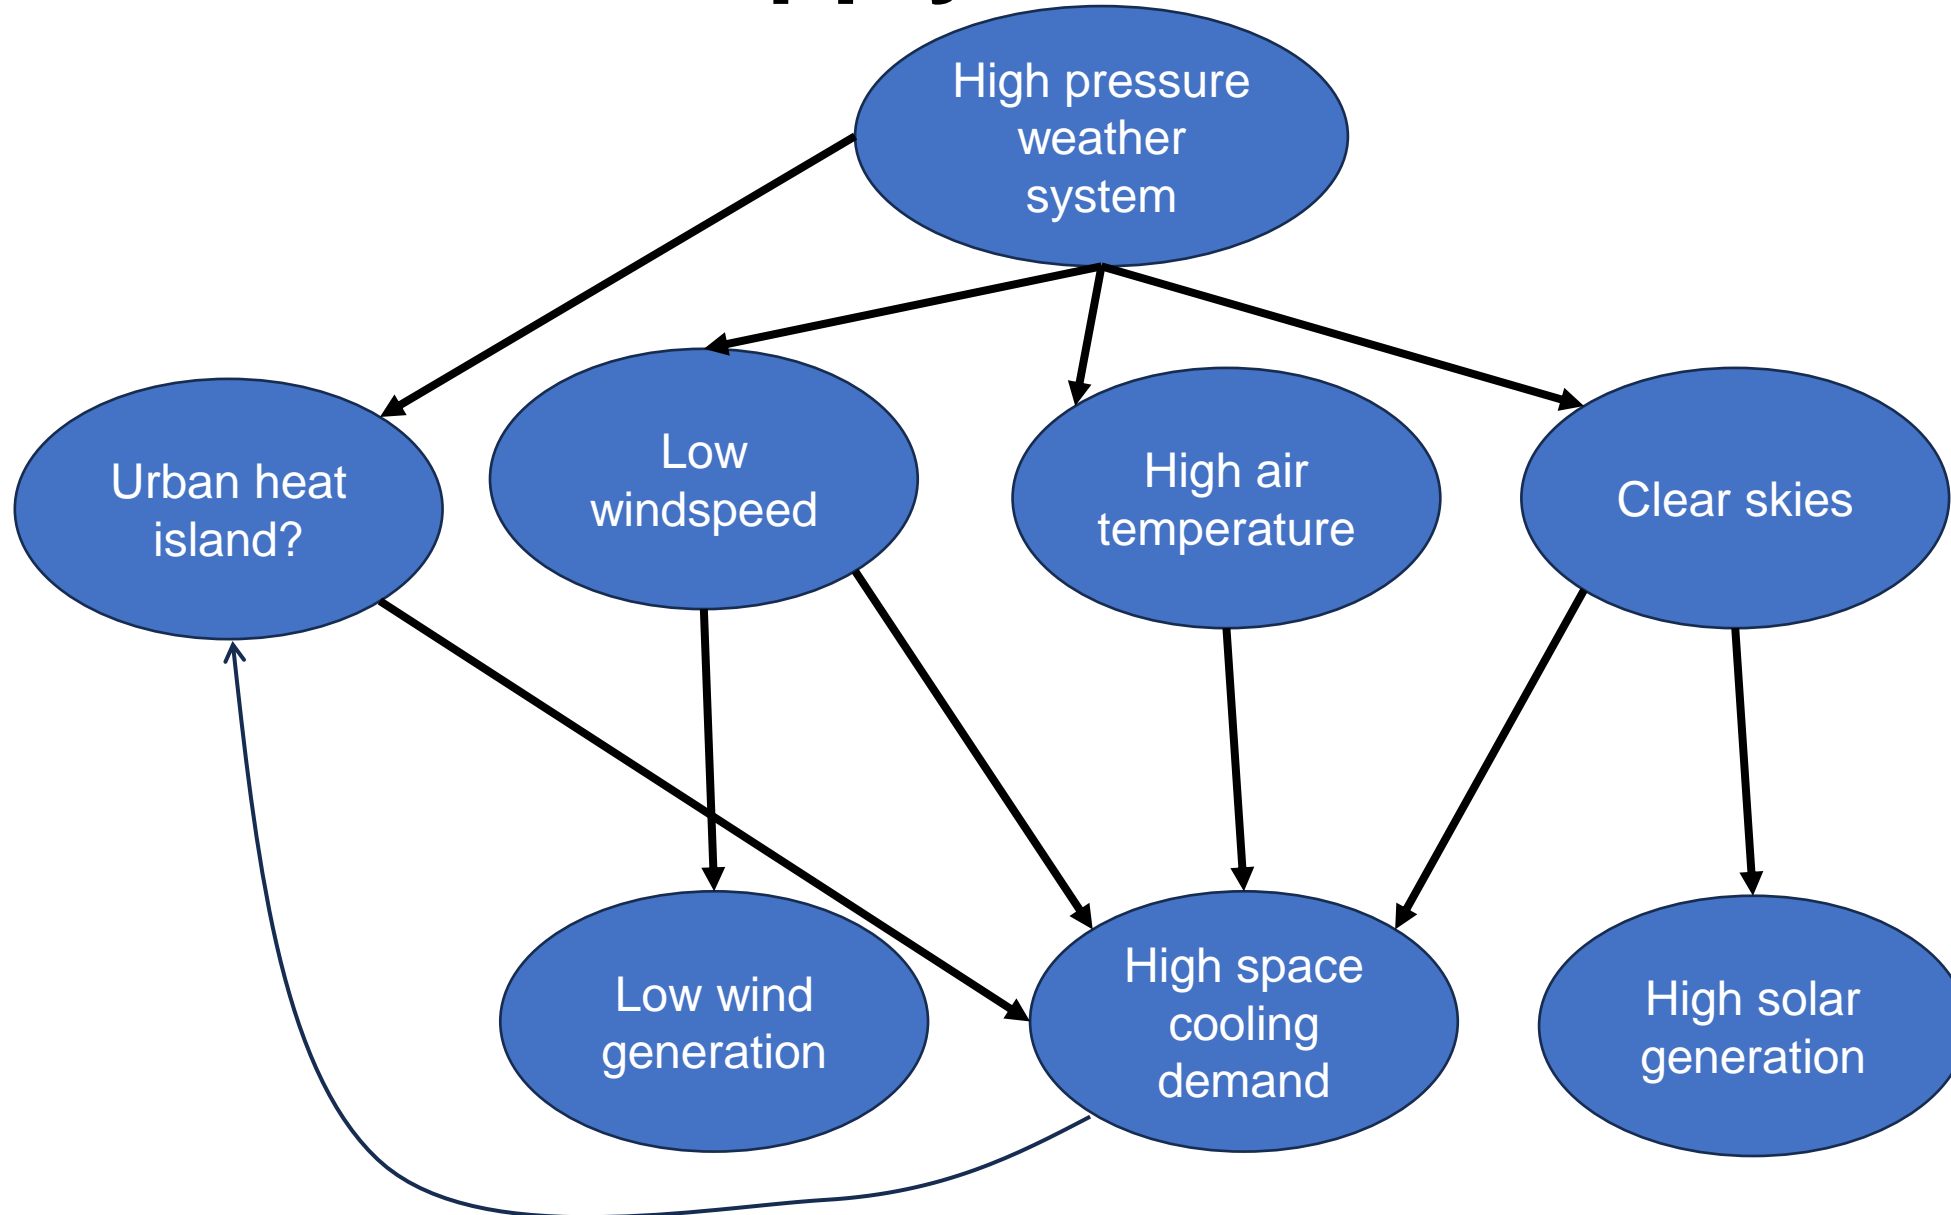 High pressure
weather
system
Urban heat
island?
Low
windspeed
High air
temperature
Clear skies
Low wind
generation
High space
cooling
demand
High solar
generation